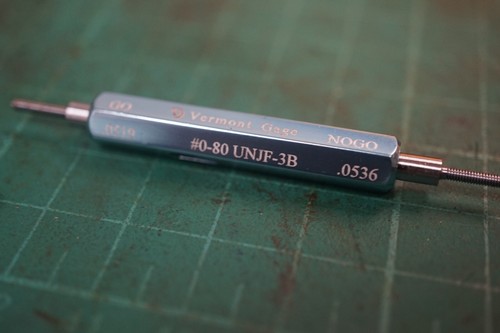 GO
Vermont Gage
NOGO
#0-80 UNJF-3B
.0536